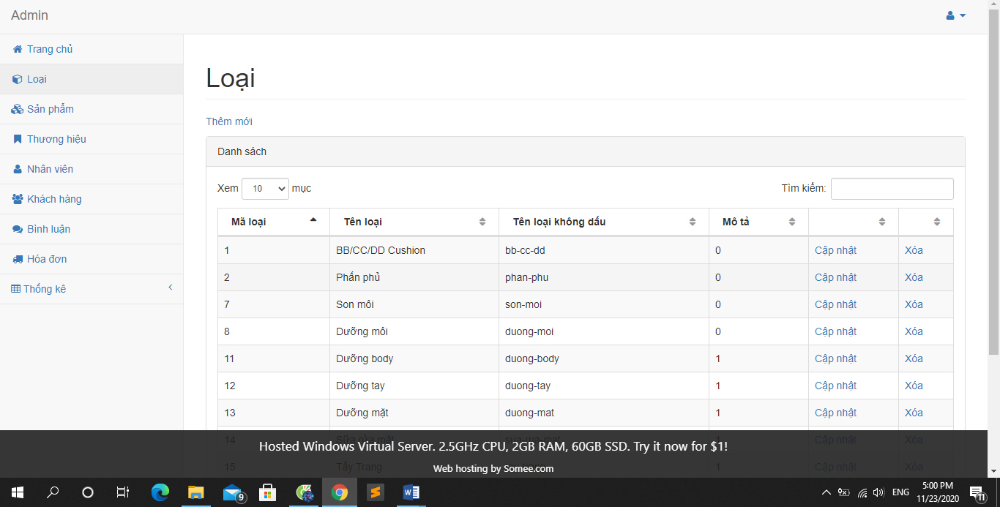 Admin
Trang chủ
Loại
Sản phẩm
Thương hiệu
Nhân viên
Khách hàng
Bình luận
Hóa đơn
Thống kê
Loại
Thêm mới
Danh sách
Xem 10 mục Tìm kiếm:
Mã loại Tên loại Tên loại không dấu Mô tả
1 BB/CC/DD Cushion bb-cc-dd 0 Cập nhật Xóa
2 Phấn phủ phan-phu 0 Cập nhật Xóa
7 Son môi son-moi 0 Cập nhật Xóa
8 Dưỡng môi duong-moi 0 Cập nhật Xóa
11 Dưỡng body duong-body 1 Cập nhật Xóa
12 Dưỡng tay duong-tay 1 Cập nhật Xóa
13 Dưỡng mặt duong-mat 1 Cập nhật Xóa
14 Sữa rửa mặt sua-rua-mat 1 Cập nhật Xóa
15 Tẩy Trang 1 Cập nhật Xóa
Hosted Windows Virtual Server. 2.5GHz CPU, 2GB RAM, 60GB SSD. Try it now for $1!
Web hosting by Somee.com
9
ENG
5:00 PM
11/23/2020
11